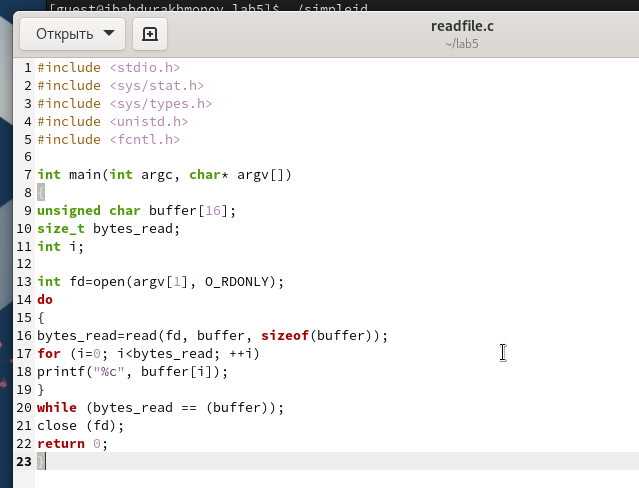 [guest@ibabdurakhmonov lab5]$ ./simpleid
Открыть
readfile.c
~/lab5
1 #include <stdio.h>
2 #include <sys/stat.h>
3 #include <sys/types.h>
4 #include <unistd.h>
5 #include <fcntl.h>
6
7 int main(int argc, char* argv[])
8 {
9 unsigned char buffer[16];
10 size_t bytes_read;
11 int i;
12
13 int fd=open(argv[1], O_RDONLY);
14 do
15 {
16 bytes_read=read(fd, buffer, sizeof(buffer));
17 for (i=0; i<bytes_read; ++i)
18 printf("%c", buffer[i]);
19 }
20 while (bytes_read == (buffer));
21 close (fd);
22 return 0;
23 }